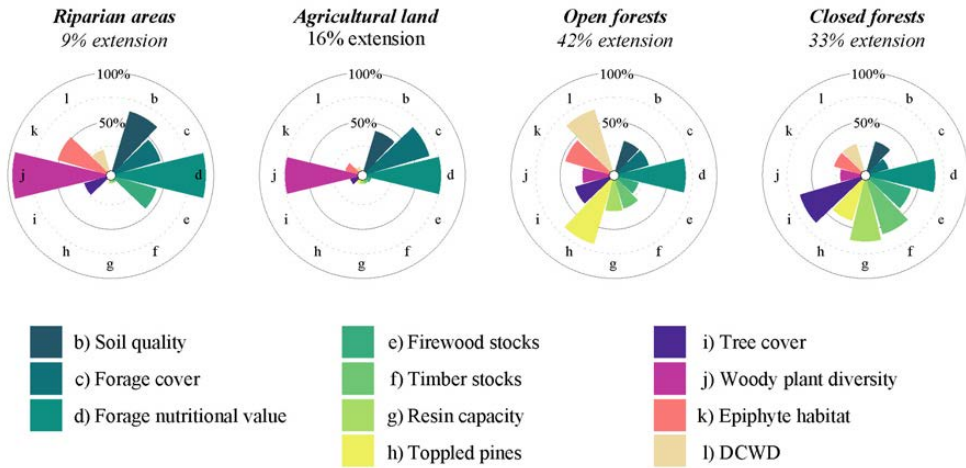 Riparian areas
9% extension
Agricultural land
16% extension
Open forests
42% extension
Closed forests
33% extension
100%
l
b
k
50%
c
j
d
i
e
h
f
g
100%
l
b
k
50%
c
j
d
i
e
h
f
g
100%
l
b
k
50%
c
j
d
i
e
h
f
g
100%
l
b
k
50%
c
j
d
i
e
h
f
g
b) Soil quality
c) Forage cover
d) Forage nutritional value
e) Firewood stocks
f) Timber stocks
g) Resin capacity
h) Toppled pines
i) Tree cover
j) Woody plant diversity
k) Epiphyte habitat
l) DCWD